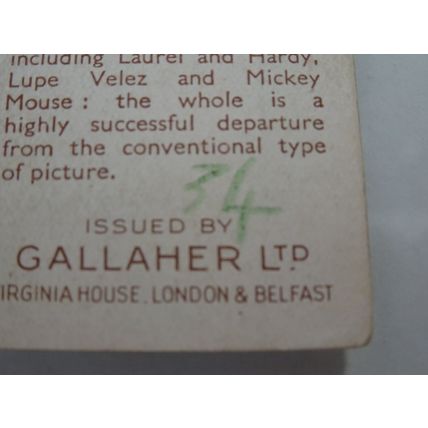 including Laurel and Hardy,
Lupe Velez and Mickey
Mouse: the whole is a
highly successful departure
from the conventional type
of picture.
34
ISSUED BY
GALLAHER LTD
IRGINIA HOUSE. LONDON & BELFAST